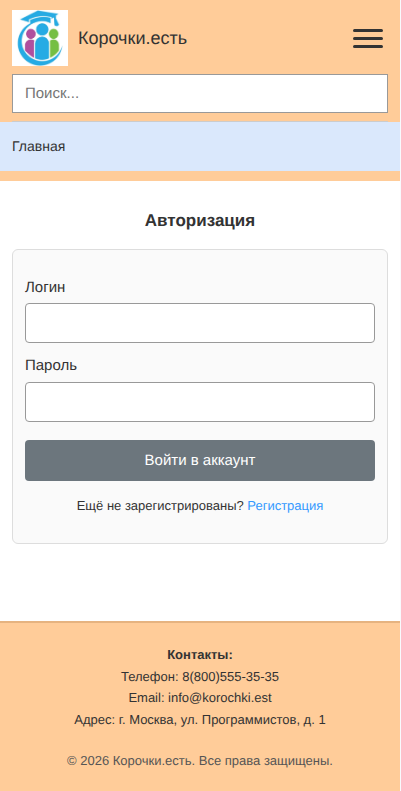 Корочки.есть
Поиск...
Главная
Авторизация
Логин
Пароль
Войти в аккаунт
Ещё не зарегистрированы? Регистрация
Контакты:
Телефон: 8(800)555-35-35
Email: info@korochki.est
Адрес: г. Москва, ул. Программистов, д. 1
© 2026 Корочки.есть. Все права защищены.